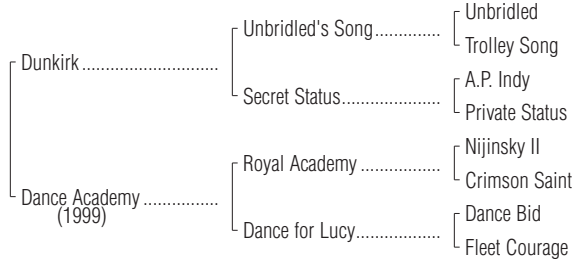 Unbridled
Unbridled's Song..............
Trolley Song
Dunkirk.............................
A.P. Indy
Secret Status.....................
Private Status
Nijinsky II
Royal Academy .................
Crimson Saint
Dance Academy ................
(1999)
Dance Bid
Dance for Lucy..................
Fleet Courage